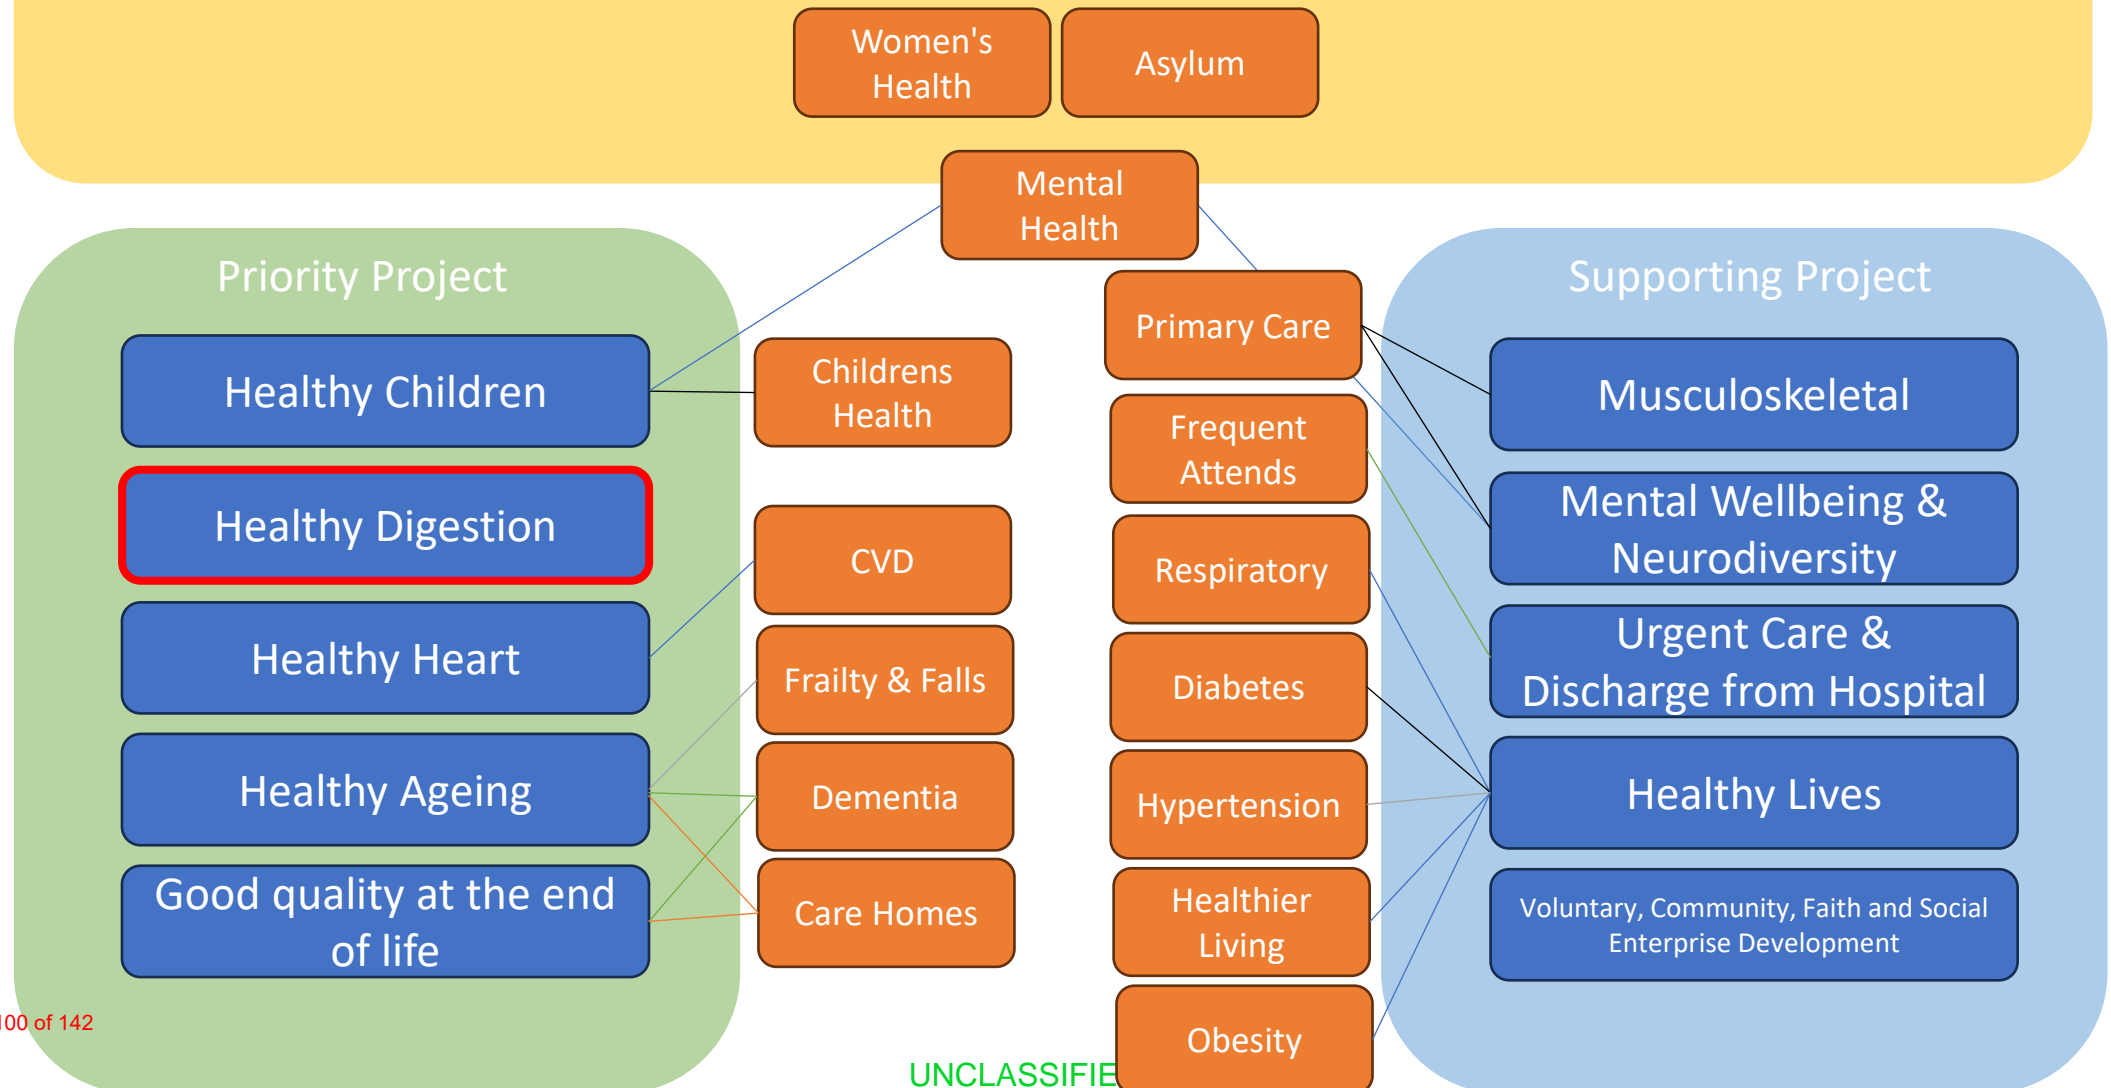 Women's
Health
Asylum
Mental
Health
Priority Project
Healthy Children
Healthy Digestion
Healthy Heart
Healthy Ageing
Good quality at the end
of life
Childrens
Health
CVD
Frailty & Falls
Dementia
Care Homes
Primary Care
Frequent
Attends
Respiratory
Diabetes
Hypertension
Healthier
Living
Obesity
Supporting Project
Musculoskeletal
Mental Wellbeing &
Neurodiversity
Urgent Care &
Discharge from Hospital
Healthy Lives
Voluntary, Community, Faith and Social
Enterprise Development
100 of 142
UNCLASSIFIE